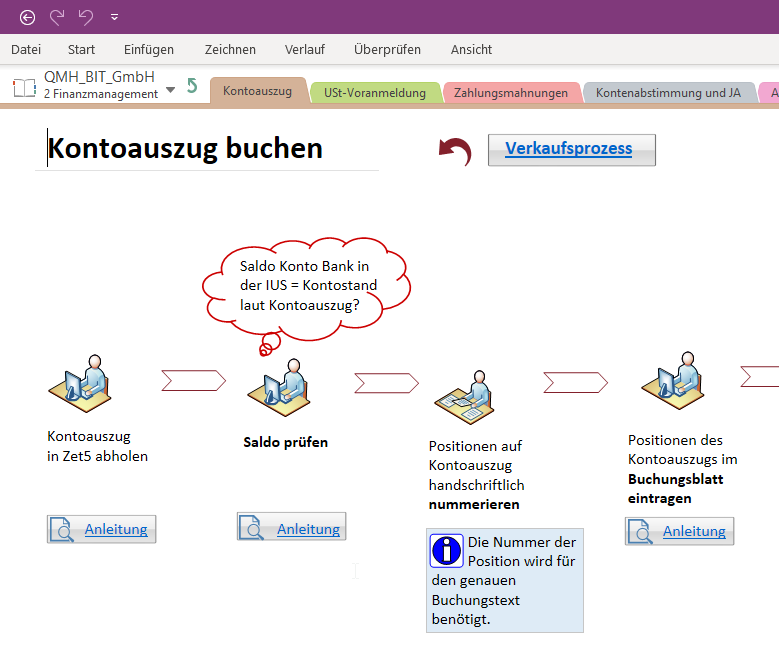 Datei Start Einfügen Zeichnen Verlauf Überprüfen Ansicht
QMH_BIT_GmbH
2 Finanzmanagement
Kontoauszug USt-Voranmeldung Zahlungsmahnungen Kontenabstimmung und JA A
Kontoauszug buchen
Verkaufsprozess
Saldo Konto Bank in
der IUS = Kontostand
laut Kontoauszug?
Kontoauszug
in Zet5 abholen
Anleitung
Saldo prüfen
Anleitung
Positionen auf
Kontoauszug
handschriftlich
nummerieren
Die Nummer der
Position wird für
den genauen
Buchungstext
benötigt.
Positionen des
Kontoauszugs im
Buchungsblatt
eintragen
Anleitung